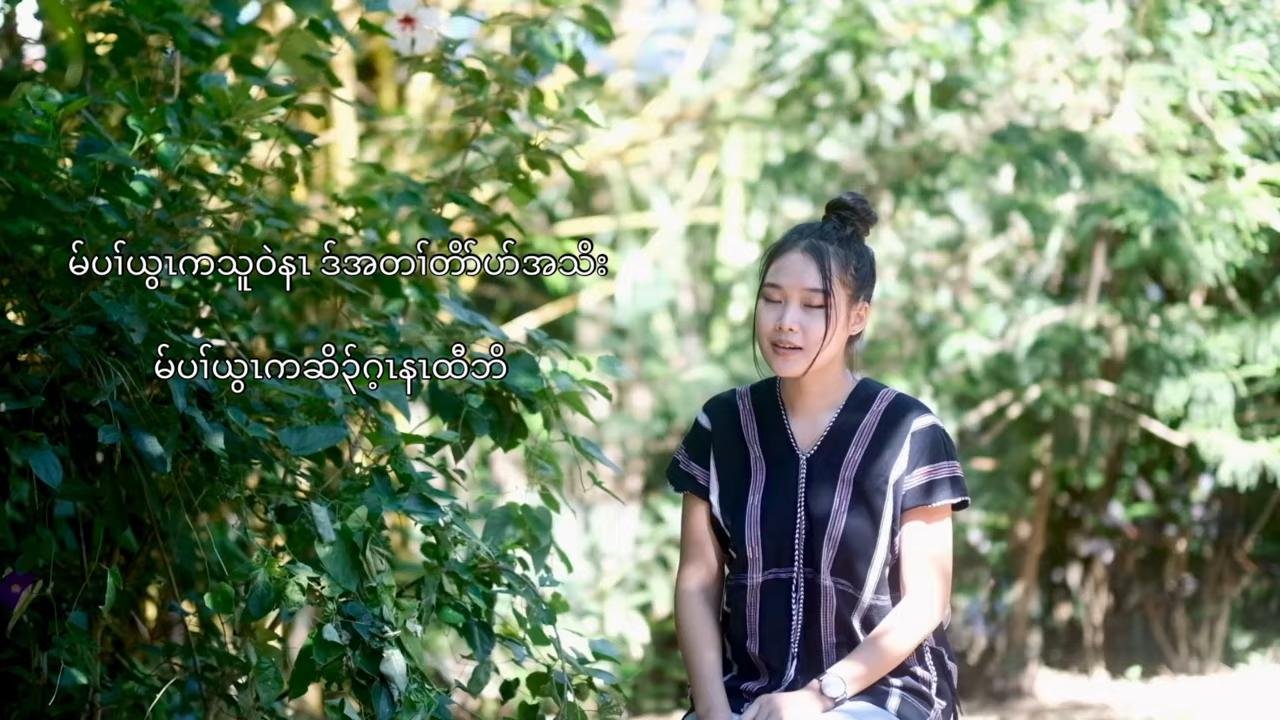 မ်ပၢ်ယွၤကသူဝဲနၤ ဒ်အတၢ်တိာ်ဟ်အသိး
မ်ပၢ်ယွၤကဆိၣ်ဂ့ၤနၤထီဘိ